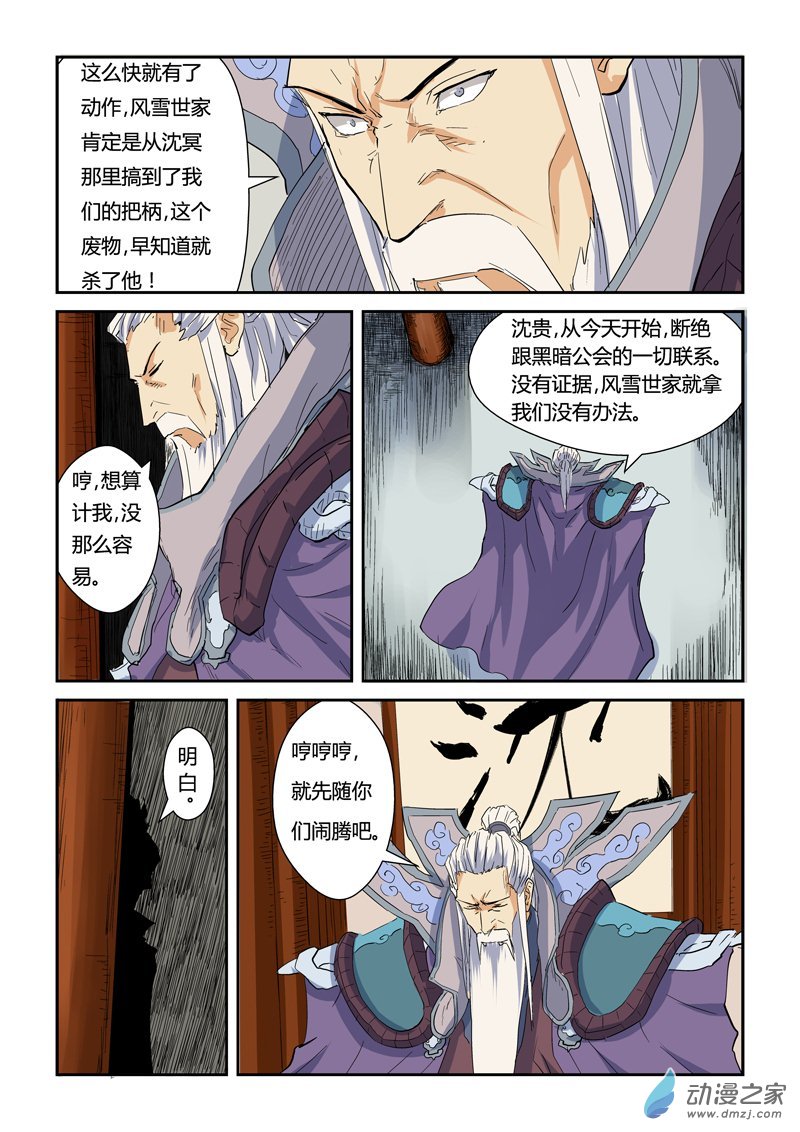 这么快就有了
动作，风雪世家
肯定是从沈冥
那里搞到了我
们的把柄，这个
废物，早知道就
杀了他！
哼，想算
计我，没
那么容
易。
沈贵，从今天开始，断绝
跟黑暗公会的一切联系。
没有证据，风雪世家就拿
我们没有办法。
明白。
哼哼哼，
就先随你
们闹腾吧。
动漫之家
www.dmzj.com